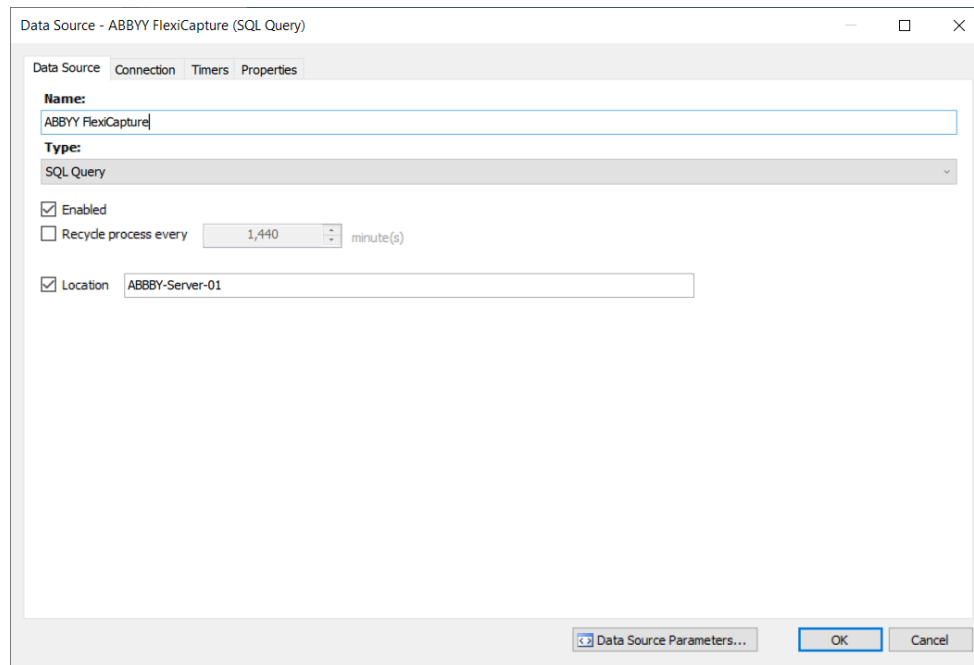 Data Source - ABBYY FlexiCapture (SQL Query)
Data Source Connection Timers Properties
Name:
ABBYY FlexiCapture
Type:
SQL Query
Enabled
Recycle process every 1,440 minute(s)
Location ABBBY-Server-01
Data Source Parameters... OK Cancel